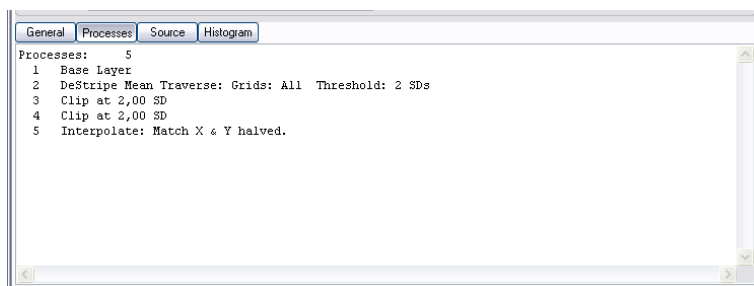 General Processes Source Histogram
Processes: 5
1 Base Layer
2 DeStripe Mean Traverse: Grids: All Threshold: 2 SDs
3 Clip at 2,00 SD
4 Clip at 2,00 SD
5 Interpolate: Match X & Y halved.